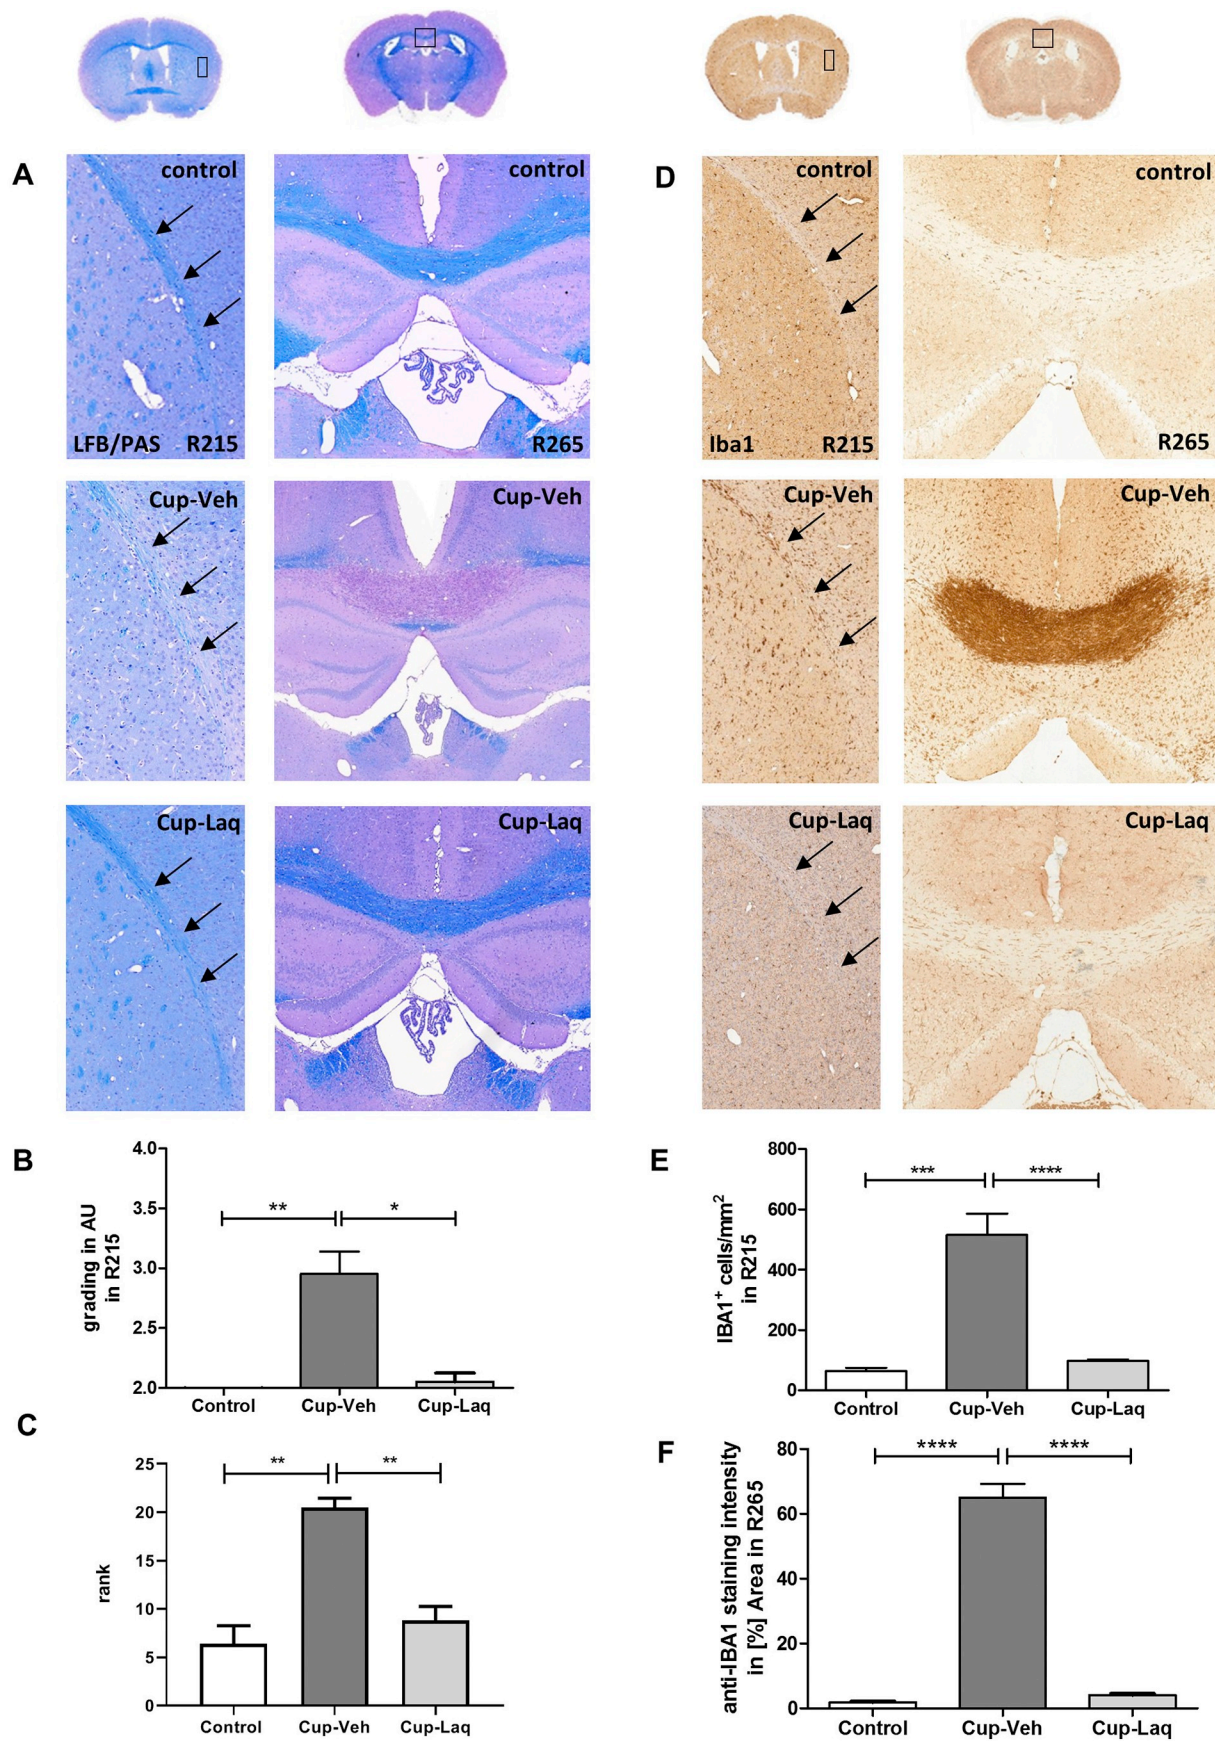 A
control
control
LFB/PAS R215
R265
Cup-Veh
Cup-Veh
Cup-Laq
Cup-Laq
D
control
control
Iba1 R215
R265
Cup-Veh
Cup-Veh
Cup-Laq
Cup-Laq
B
grading in AU
in R215
4.0
3.5
3.0
2.5
2.0
** *
Control Cup-Veh Cup-Laq
C
rank
25
20
15
10
5
0
** **
Control Cup-Veh Cup-Laq
E
IBA1⁺ cells/mm²
in R215
800
600
400
200
0
*** ****
Control Cup-Veh Cup-Laq
F
anti-IBA1 staining intensity
in [%] Area in R265
80
60
40
20
0
**** ****
Control Cup-Veh Cup-Laq